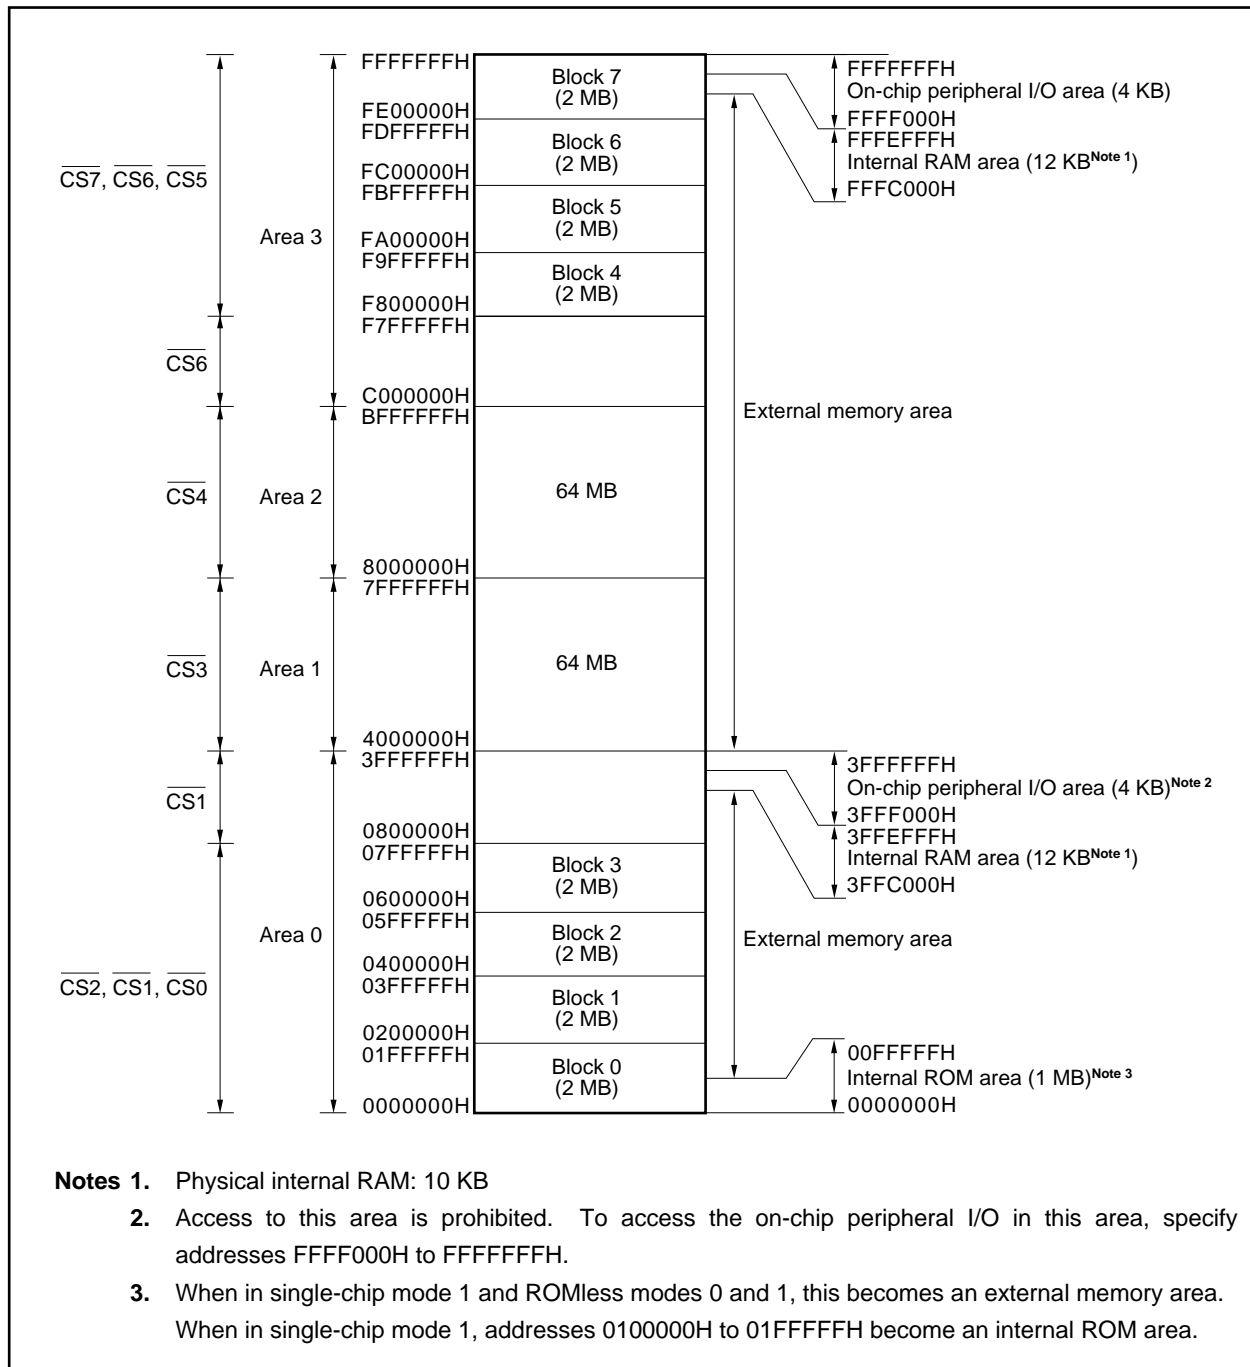 FFFFFFFH
Block 7
(2 MB)
FE00000H
FDFFFFFH
Block 6
(2 MB)
FC00000H
FBFFFFFH
Block 5
(2 MB)
FA00000H
F9FFFFFH
Block 4
(2 MB)
F800000H
F7FFFFFH
C000000H
BFFFFFFH
64 MB
8000000H
7FFFFFFH
64 MB
4000000H
3FFFFFFH
0800000H
07FFFFFH
Block 3
(2 MB)
0600000H
05FFFFFH
Block 2
(2 MB)
0400000H
03FFFFFH
Block 1
(2 MB)
0200000H
01FFFFFH
Block 0
(2 MB)
0000000H
CS7, CS6, CS5
CS6
CS4
CS3
CS1
CS2, CS1, CS0
Area 3
Area 2
Area 1
Area 0
External memory area
External memory area
FFFFFFFH
On-chip peripheral I/O area (4 KB)
FFFF000H
FFFEFFFH
Internal RAM area (12 KBNote 1)
FFFC000H
3FFFFFFH
On-chip peripheral I/O area (4 KB)Note 2
3FFF000H
3FFEFFFH
Internal RAM area (12 KBNote 1)
3FFC000H
00FFFFFH
Internal ROM area (1 MB)Note 3
0000000H
Notes 1. Physical internal RAM: 10 KB
2. Access to this area is prohibited. To access the on-chip peripheral I/O in this area, specify
addresses FFFF000H to FFFFFFFH.
3. When in single-chip mode 1 and ROMless modes 0 and 1, this becomes an external memory area.
When in single-chip mode 1, addresses 0100000H to 01FFFFFH become an internal ROM area.